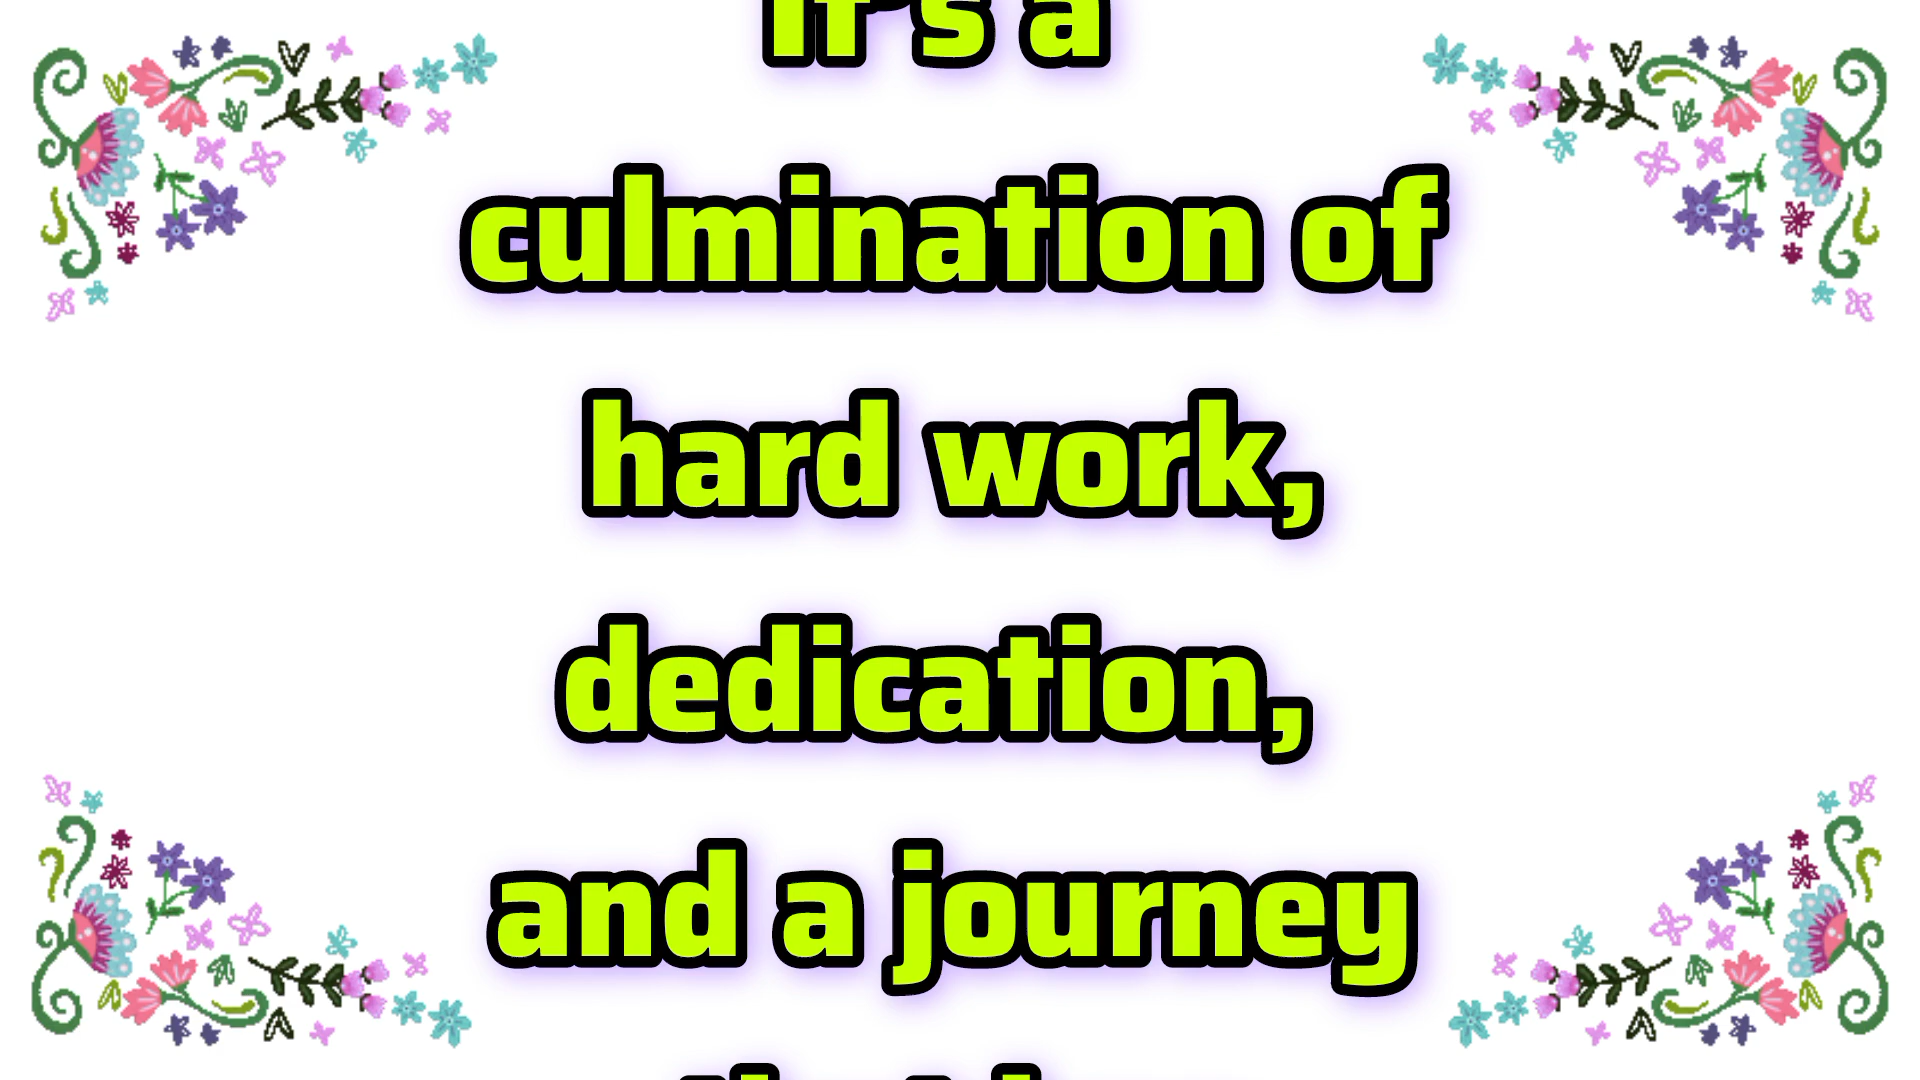 it's a
culmination of
hard work,
dedication,
and a journey